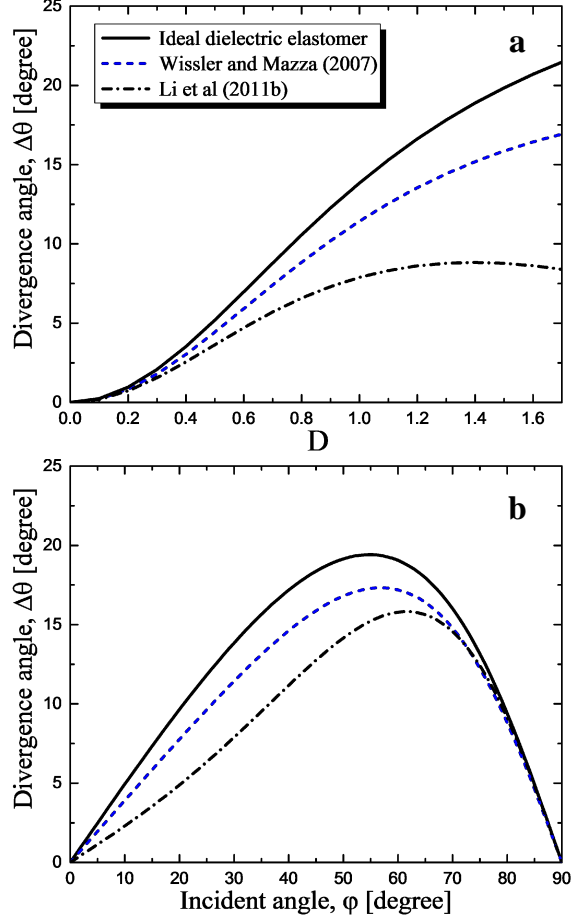 25
20
15
10
5
0
Divergence angle, Δθ [degree]
Ideal dielectric elastomer
Wissler and Mazza (2007)
Li et al (2011b)
a
0.0 0.2 0.4 0.6 0.8 1.0 1.2 1.4 1.6
D
25
20
15
10
5
0
Divergence angle, Δθ [degree]
b
0 10 20 30 40 50 60 70 80 90
Incident angle, φ [degree]